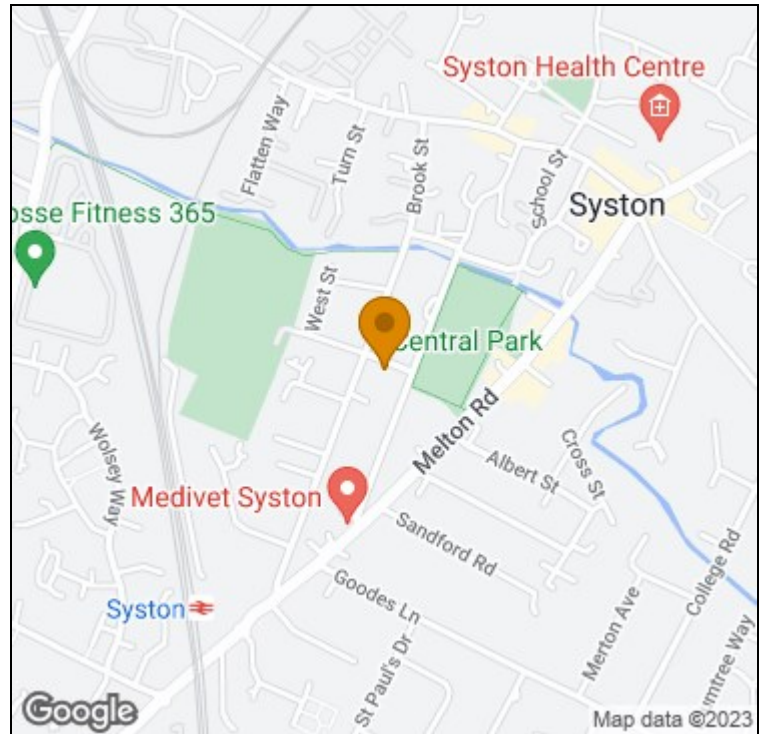 Syston Health Centre
Flatten Way
Turn St
Brook St
School St
Syston
osse Fitness 365
West St
Central Park
Melton Rd
Wolsey Way
Albert St
Cross St
Medivet Syston
Sandford Rd
College Rd
Syston
Goodes Ln
Merton Ave
St Paul's Dr
umtree Way
Google
Map data ©2023